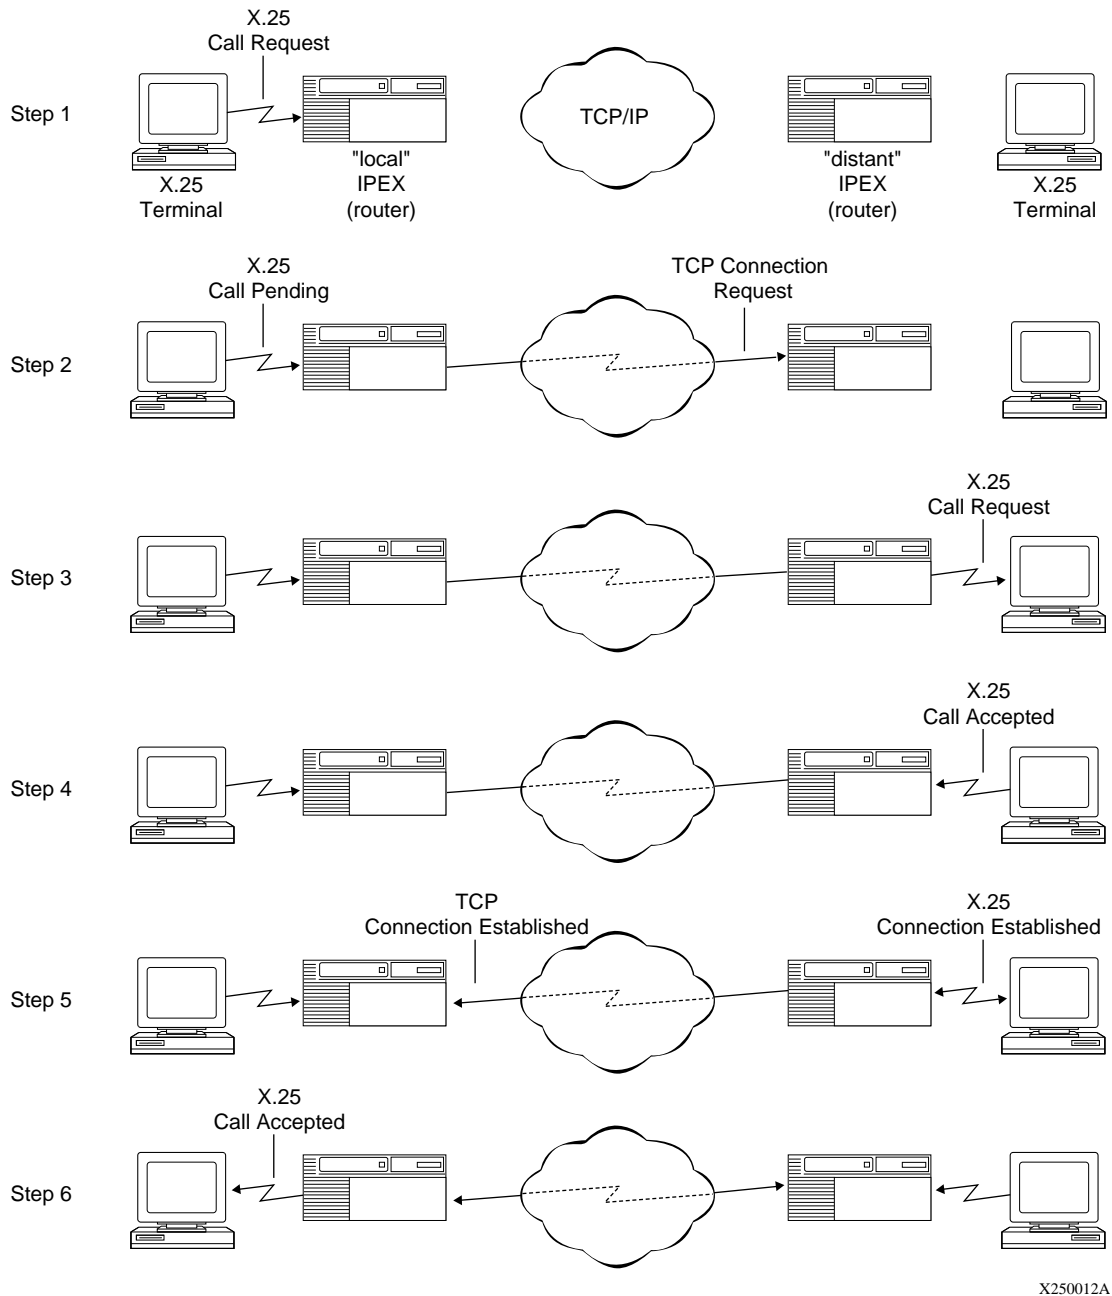 X.25
Call Request
Step 1
TCP/IP
"local"
IPEX
(router)
"distant"
IPEX
(router)
X.25
Terminal
X.25
Terminal
X.25
Call Pending
TCP Connection
Request
Step 2
X.25
Call Request
Step 3
X.25
Call Accepted
Step 4
TCP
Connection Established
X.25
Connection Established
Step 5
X.25
Call Accepted
Step 6
X250012A